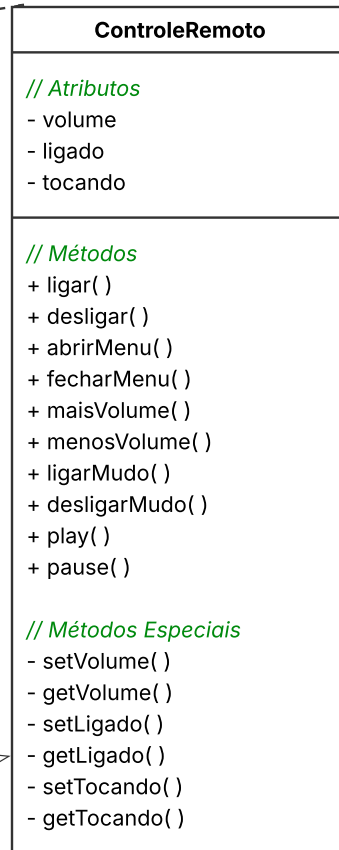 ControleRemoto
// Atributos
- volume
- ligado
- tocando
// Métodos
+ ligar( )
+ desligar( )
+ abrirMenu( )
+ fecharMenu( )
+ maisVolume( )
+ menosVolume( )
+ ligarMudo( )
+ desligarMudo( )
+ play( )
+ pause( )
// Métodos Especiais
- setVolume( )
- getVolume( )
- setLigado( )
- getLigado( )
- setTocando( )
- getTocando( )